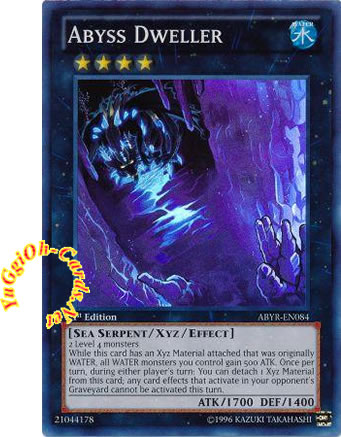 ABYSS DWELLER
WATER
水
YuGgiOh-Cards.Net
1st Edition
ABYR-EN084
[SEA SERPENT/XYZ/EFFECT]
2 Level 4 monsters
While this card has an Xyz Material attached that was originally
WATER, all WATER monsters you control gain 500 ATK. Once per
turn, during either player's turn: You can detach 1 Xyz Material
from this card; any card effects that activate in your opponent's
Graveyard cannot be activated this turn.
ATK/1700 DEF/1400
21044178
©1996 KAZUKI TAKAHASHI